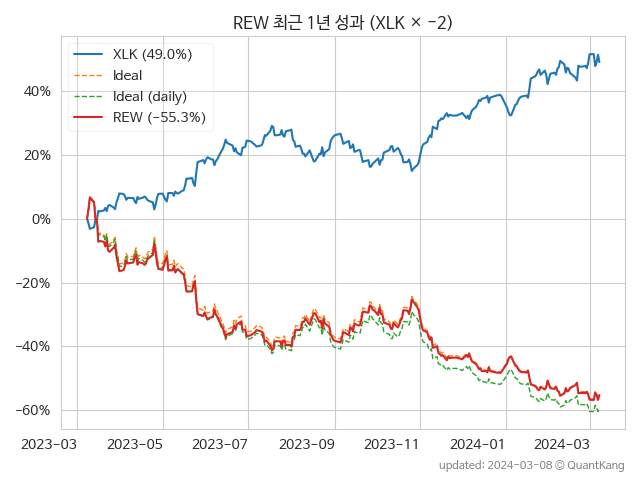 REW 최근 1년 성과 (XLK × −2)
XLK (49.0%)
Ideal
Ideal (daily)
REW (−55.3%)
40%
20%
0%
−20%
−40%
−60%
2023−03 2023−05 2023−07 2023−09 2023−11 2024−01 2024−03
updated: 2024−03−08 © QuantKang